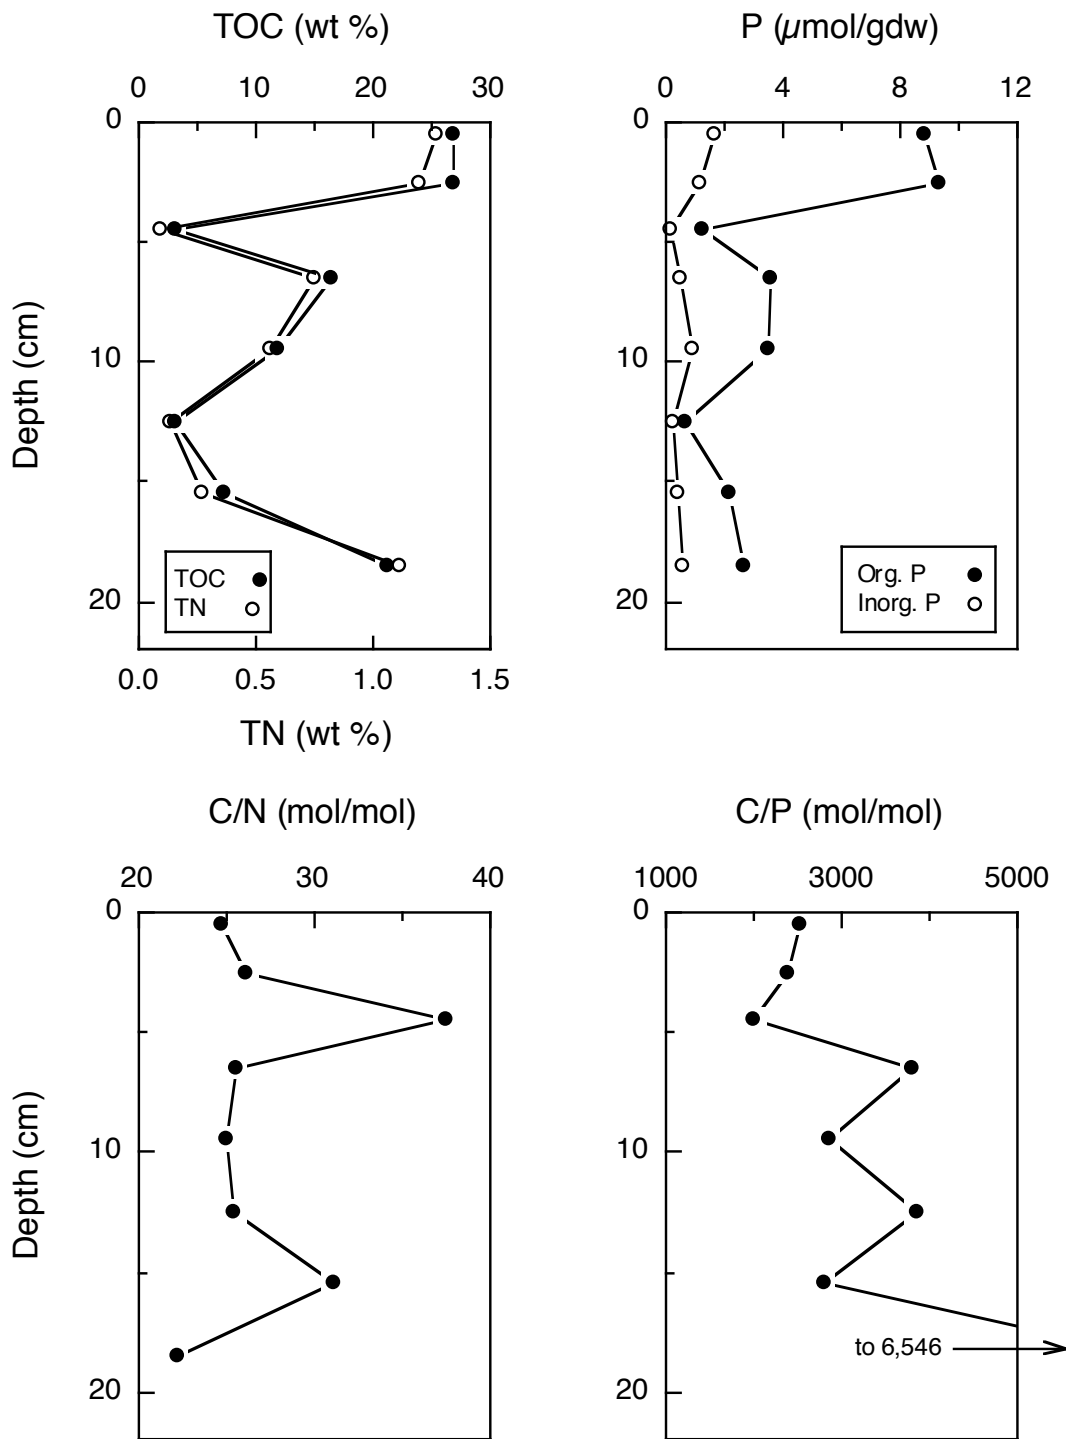 TOC (wt %)
0 10 20 30
0
10
20
Depth (cm)
TOC
TN
0.0 0.5 1.0 1.5
TN (wt %)
P (µmol/gdw)
0 4 8 12
0
10
20
Org. P
Inorg. P
C/N (mol/mol)
20 30 40
0
10
20
Depth (cm)
C/P (mol/mol)
1000 3000 5000
0
10
20
to 6,546